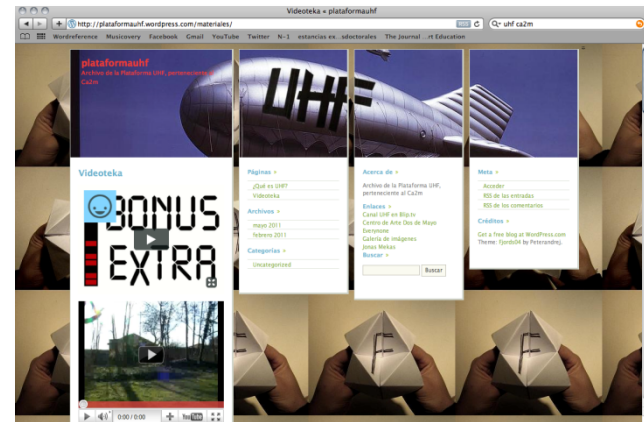 Videoteka « plataformauhf
http://plataformauhf.wordpress.com/materiales/
RSS
uhf ca2m
Wordreference Musicovery Facebook Gmail YouTube Twitter N-1 estancias ex...sdoctorales The Journal ...rt Education
plataformauhf
Archivo de la Plataforma UHF, perteneciente al
Ca2m
UHF
Videoteka
BONUS
EXTRA
0:00 / 0:00
YouTube
Páginas »
¿Qué es UHF?
Videoteka
Archivos »
mayo 2011
febrero 2011
Categorías »
Uncategorized
Acerca de »
Archivo de la Plataforma UHF,
perteneciente al Ca2m
Enlaces »
Canal UHF en Blip.tv
Centro de Arte Dos de Mayo
Everyone
Galería de imágenes
Jonas Mekas
Buscar »
Buscar
Meta »
Acceder
RSS de las entradas
RSS de los comentarios
Créditos »
Get a free blog at WordPress.com
Theme: Fjords04 by Peterandrej.
F
F
F